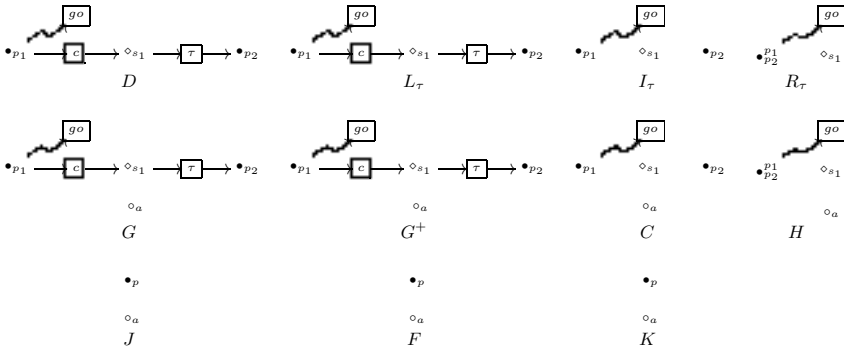 go go go go
p1 c s1 τ p2 p1 c s1 τ p2 p1 s1 p2 p1 p2 s1
D Lτ Iτ Rτ
go go go go
p1 c s1 τ p2 p1 c s1 τ p2 p1 s1 p2 p1 p2 s1
a a a a
G G+ C H
p p p
a a a
J F K